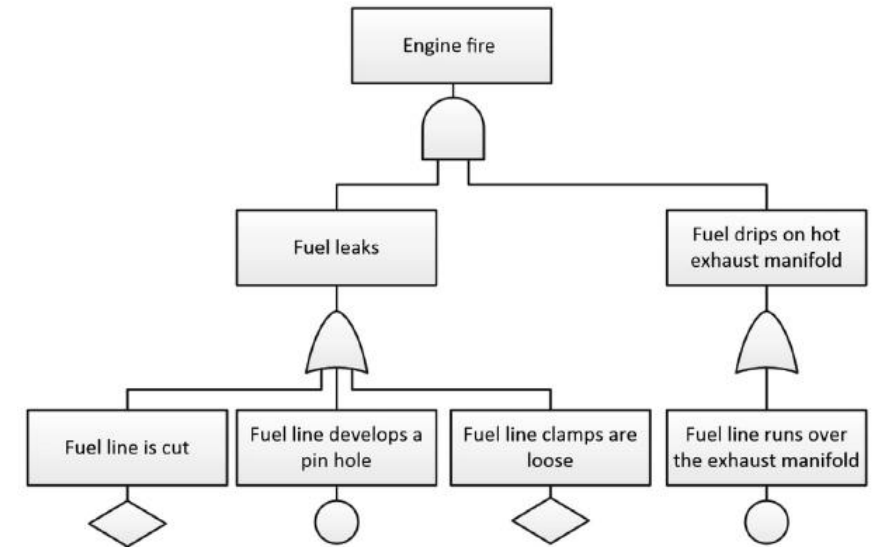 Engine fire
Fuel leaks
Fuel drips on hot
exhaust manifold
Fuel line is cut
Fuel line develops a
pin hole
Fuel line clamps are
loose
Fuel line runs over
the exhaust manifold